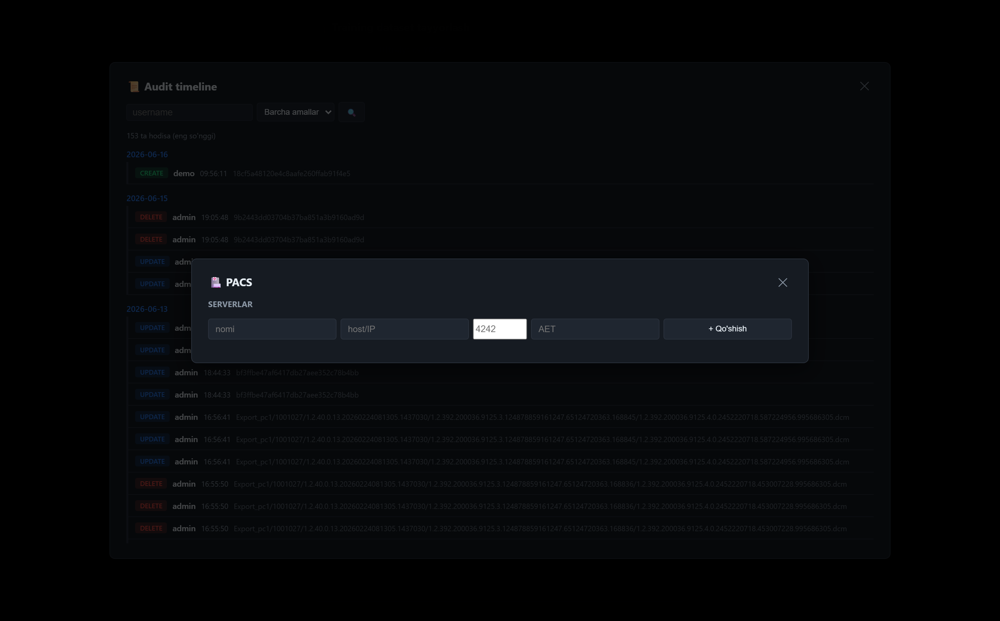 Audit timeline
username Barcha amallar
153 ta hodisa (eng so'nggi)
2026-06-16
CREATE demo 09:56:11 18cf5a48120e4c8aafe260ffab91f4e5
2026-06-15
DELETE admin 19:05:48 9b2443dd03704b37ba851a3b9160ad9d
DELETE admin 19:05:48 9b2443dd03704b37ba851a3b9160ad9d
UPDATE admi
UPDATE adm
PACS
SERVERLAR
nomi host/IP 4242 AET + Qo'shish
2026-06-13
UPDATE adm
UPDATE adm
UPDATE admin 18:44:33 bf3ffbe47af6417db27aee352c78b4bb
UPDATE admin 18:44:33 bf3ffbe47af6417db27aee352c78b4bb
UPDATE admin 16:56:41 Export_pc1/1001027/1.2.40.0.13.20260224081305.1437030/1.2.392.200036.9125.3.124878859161247.65124720363.168845/1.2.392.200036.9125.4.0.2452220718.587224956.995686305.dcm
UPDATE admin 16:56:41 Export_pc1/1001027/1.2.40.0.13.20260224081305.1437030/1.2.392.200036.9125.3.124878859161247.65124720363.168845/1.2.392.200036.9125.4.0.2452220718.587224956.995686305.dcm
UPDATE admin 16:56:41 Export_pc1/1001027/1.2.40.0.13.20260224081305.1437030/1.2.392.200036.9125.3.124878859161247.65124720363.168845/1.2.392.200036.9125.4.0.2452220718.587224956.995686305.dcm
DELETE admin 16:55:50 Export_pc1/1001027/1.2.40.0.13.20260224081305.1437030/1.2.392.200036.9125.3.124878859161247.65124720363.168836/1.2.392.200036.9125.4.0.2452220718.453007228.995686305.dcm
DELETE admin 16:55:50 Export_pc1/1001027/1.2.40.0.13.20260224081305.1437030/1.2.392.200036.9125.3.124878859161247.65124720363.168836/1.2.392.200036.9125.4.0.2452220718.453007228.995686305.dcm
DELETE admin 16:55:50 Export_pc1/1001027/1.2.40.0.13.20260224081305.1437030/1.2.392.200036.9125.3.124878859161247.65124720363.168836/1.2.392.200036.9125.4.0.2452220718.453007228.995686305.dcm